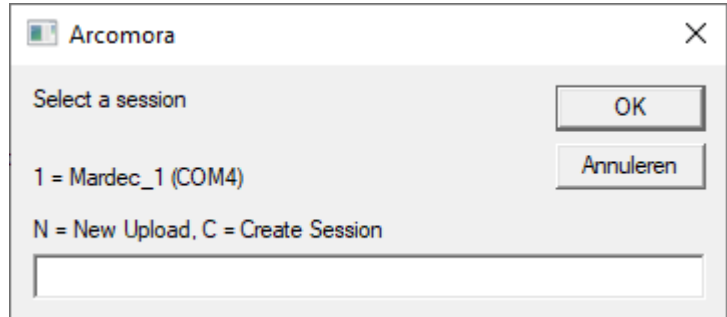 Arcomora
Select a session
OK
Annuleren
1 = Mardec_1 (COM4)
N = New Upload, C = Create Session